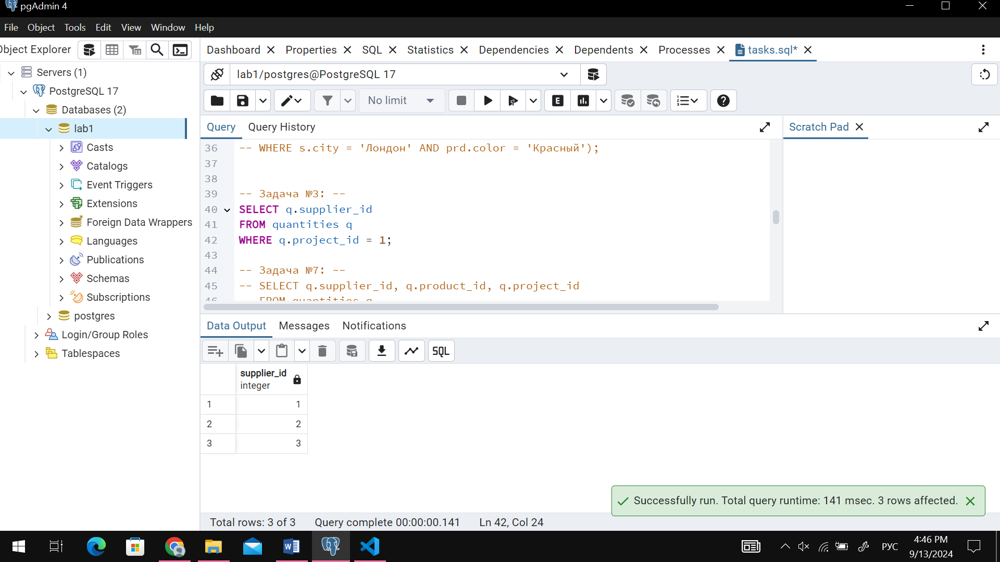 pgAdmin 4
File Object Tools Edit View Window Help
Object Explorer
Dashboard Properties SQL Statistics Dependencies Dependents Processes tasks.sql*
Servers (1)
PostgreSQL 17
Databases (2)
lab1
Casts
Catalogs
Event Triggers
Extensions
Foreign Data Wrappers
Languages
Publications
Schemas
Subscriptions
postgres
Login/Group Roles
Tablespaces
lab1/postgres@PostgreSQL 17
No limit
E
Query Query History
Scratch Pad
36 -- WHERE s.city = 'Лондон' AND prd.color = 'Красный');
37
38
39 -- Задача №3: --
40 SELECT q.supplier_id
41 FROM quantities q
42 WHERE q.project_id = 1;
43
44 -- Задача №7: --
45 -- SELECT q.supplier_id, q.product_id, q.project_id
46 -- FROM quantities q
Data Output Messages Notifications
SQL
supplier_id
integer
1 1
2 2
3 3
Successfully run. Total query runtime: 141 msec. 3 rows affected.
Total rows: 3 of 3 Query complete 00:00:00.141 Ln 42, Col 24
РУС
4:46 PM
9/13/2024